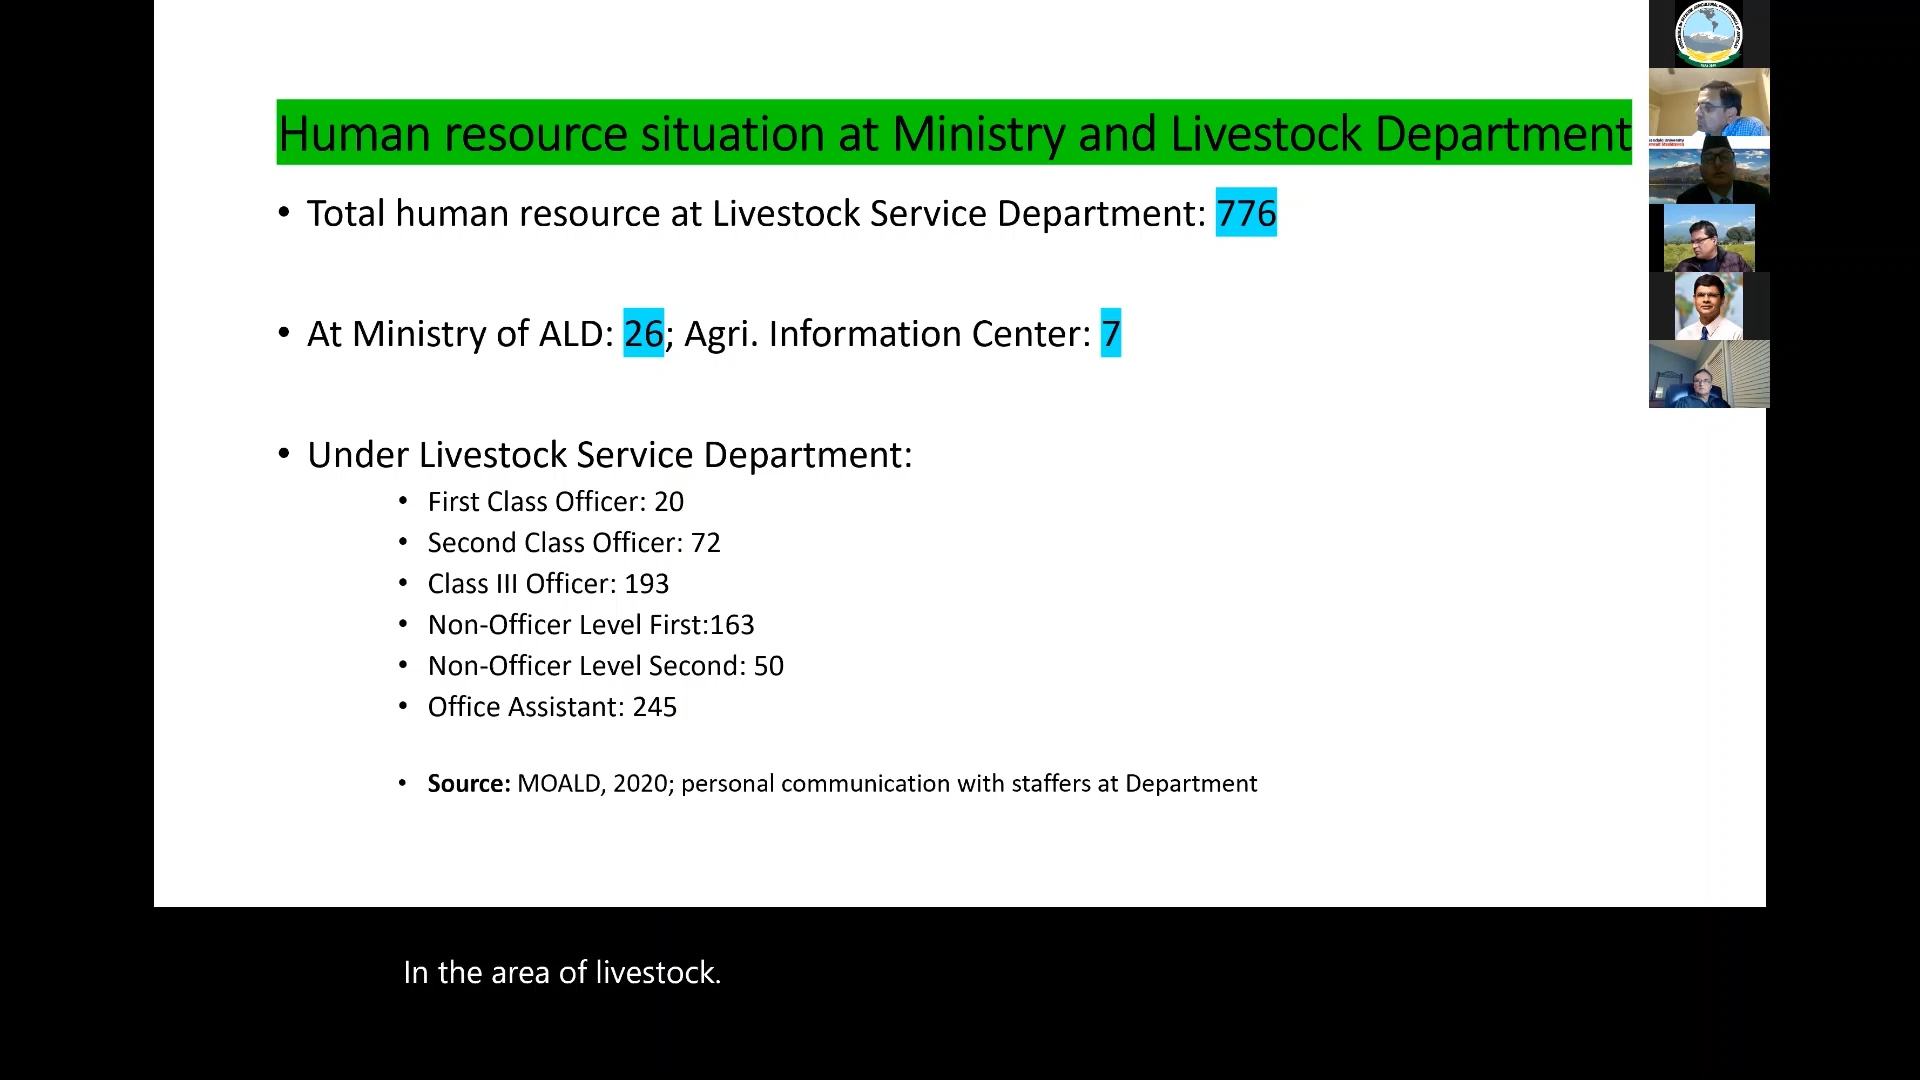 Human resource situation at Ministry and Livestock Department
• Total human resource at Livestock Service Department: 776
• At Ministry of ALD: 26; Agri. Information Center: 7
• Under Livestock Service Department:
• First Class Officer: 20
• Second Class Officer: 72
• Class III Officer: 193
• Non-Officer Level First:163
• Non-Officer Level Second: 50
• Office Assistant: 245
• Source: MOALD, 2020; personal communication with staffers at Department
In the area of livestock.